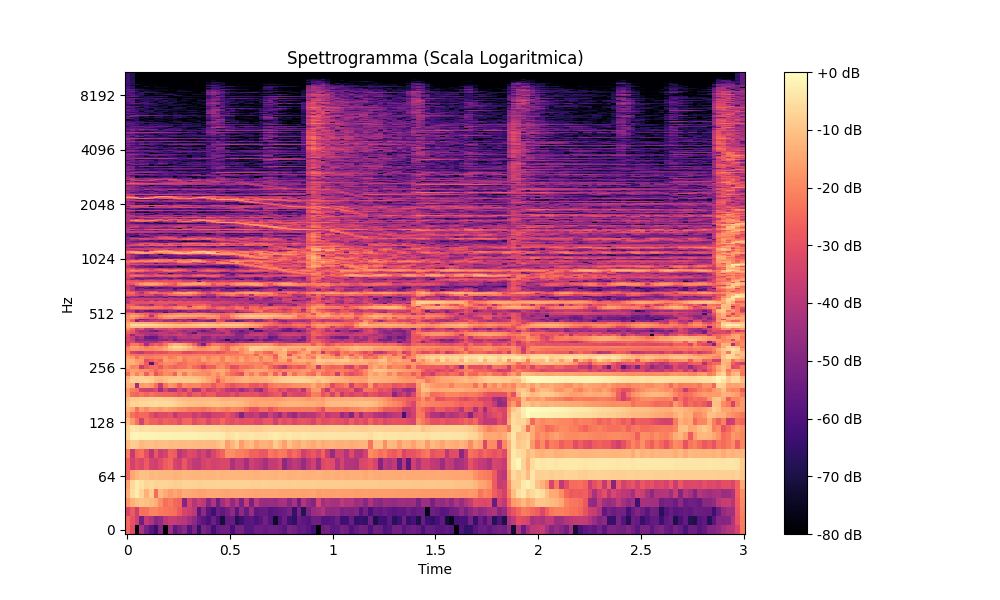 Spettrogramma (Scala Logaritmica)
Hz
8192
4096
2048
1024
512
256
128
64
0
0
0.5
1
1.5
2
2.5
3
Time
+0 dB
-10 dB
-20 dB
-30 dB
-40 dB
-50 dB
-60 dB
-70 dB
-80 dB